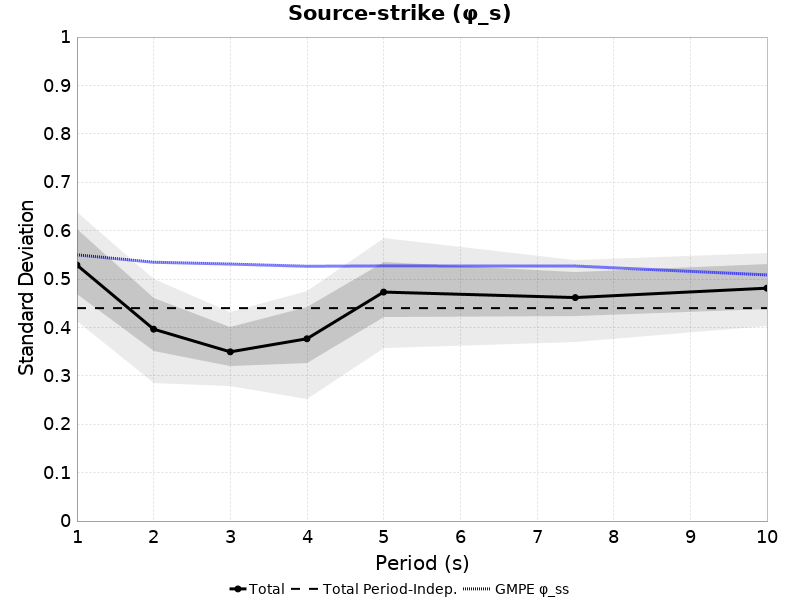 Source-strike (φ_s)
Standard Deviation
1
0.9
0.8
0.7
0.6
0.5
0.4
0.3
0.2
0.1
0
1 2 3 4 5 6 7 8 9 10
Period (s)
Total Total Period-Indep. GMPE φ_ss